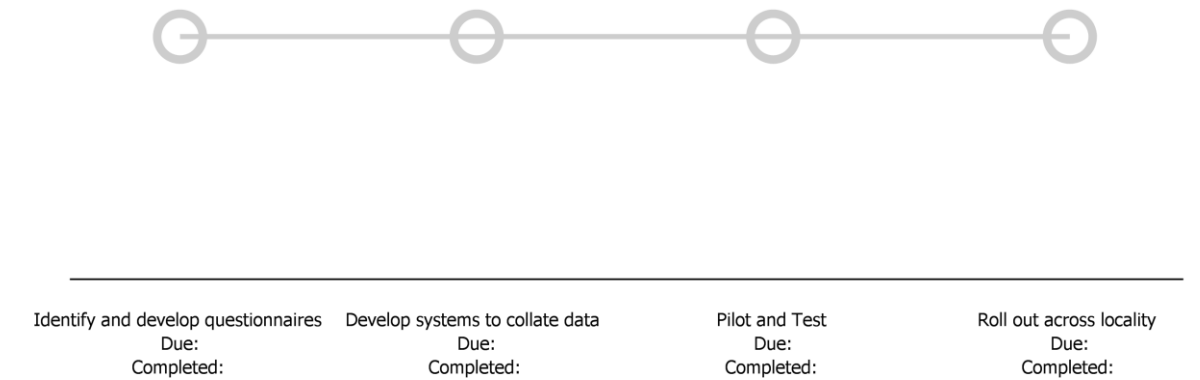 Identify and develop questionnaires
Due:
Completed:
Develop systems to collate data
Due:
Completed:
Pilot and Test
Due:
Completed:
Roll out across locality
Due:
Completed: